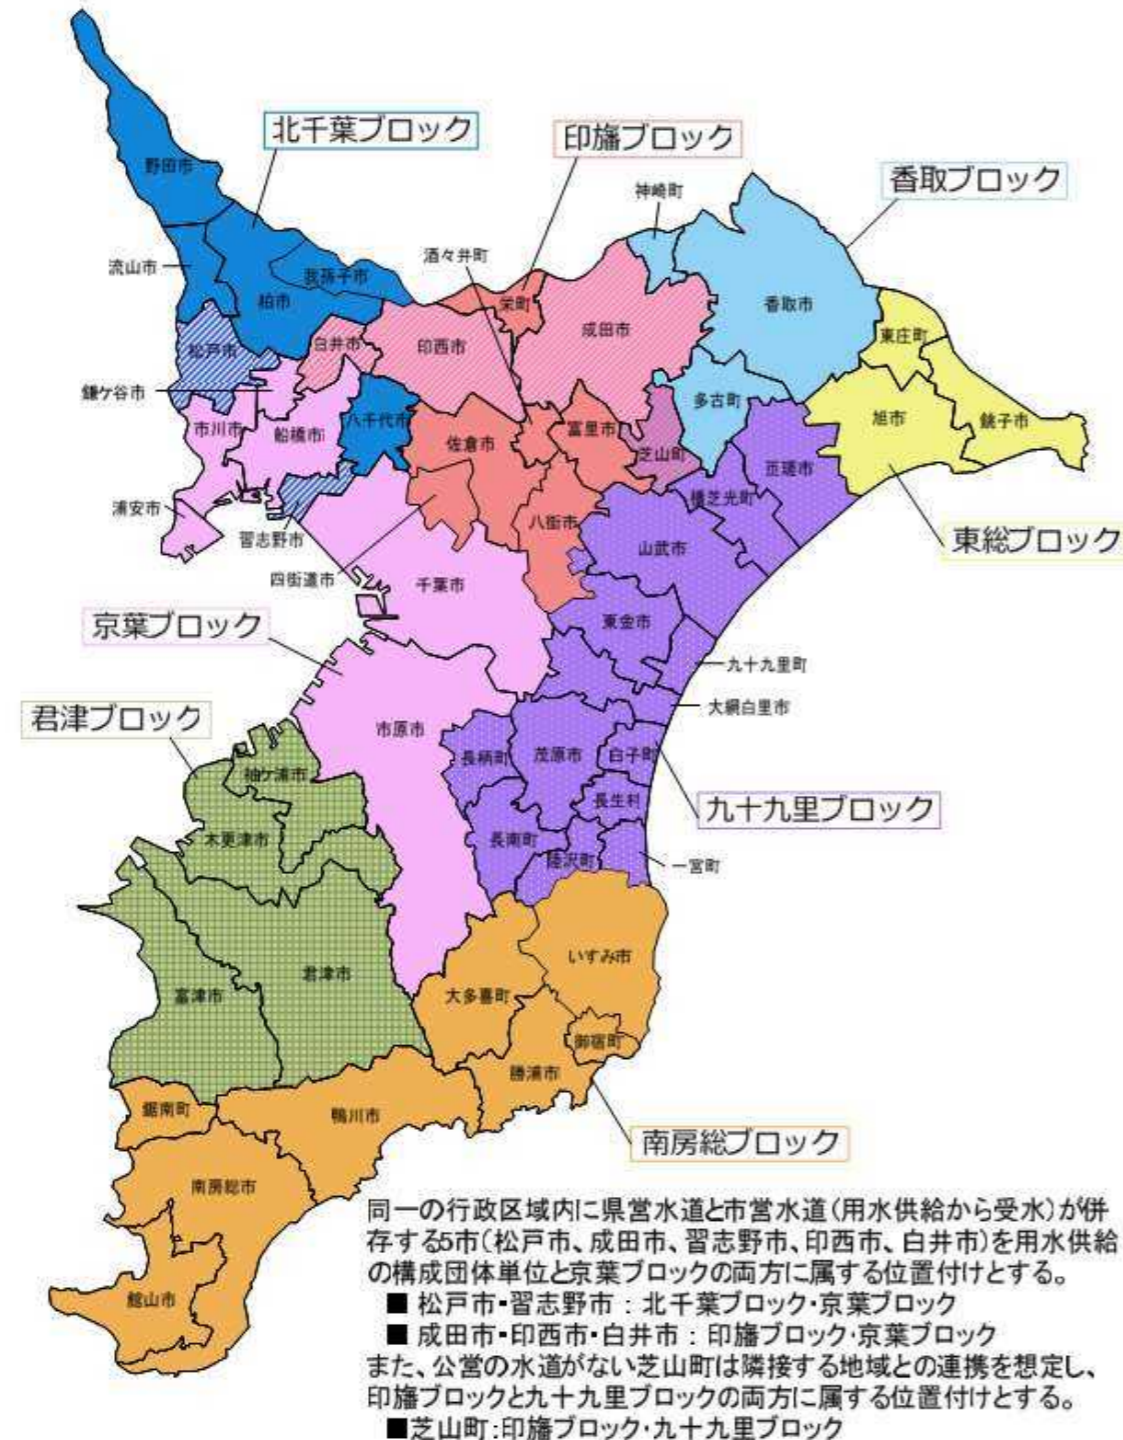 北千葉ブロック
印旛ブロック
香取ブロック
野田市
神崎町
流山市
我孫子市
酒々井町
柏市
栄町
成田市
香取市
東庄町
松戸市
白井市
印西市
鎌ケ谷市
多古町
旭市
銚子市
市川市
船橋市
八千代市
佐倉市
富里市
芝山町
匝瑳市
横芝光町
浦安市
習志野市
八街市
山武市
東総ブロック
四街道市
千葉市
京葉ブロック
東金市
九十九里町
大網白里市
君津ブロック
市原市
長柄町
茂原市
白子町
袖ケ浦市
長生村
九十九里ブロック
木更津市
長南町
睦沢町
一宮町
いすみ市
君津市
富津市
大多喜町
御宿町
勝浦市
鋸南町
鴨川市
南房総ブロック
南房総市
館山市
同一の行政区域内に県営水道と市営水道(用水供給から受水)が併
存する5市(松戸市、成田市、習志野市、印西市、白井市)を用水供給
の構成団体単位と京葉ブロックの両方に属する位置付けとする。
■ 松戸市・習志野市 : 北千葉ブロック・京葉ブロック
■ 成田市・印西市・白井市 : 印旛ブロック・京葉ブロック
また、公営の水道がない芝山町は隣接する地域との連携を想定し、
印旛ブロックと九十九里ブロックの両方に属する位置付けとする。
■芝山町:印旛ブロック・九十九里ブロック